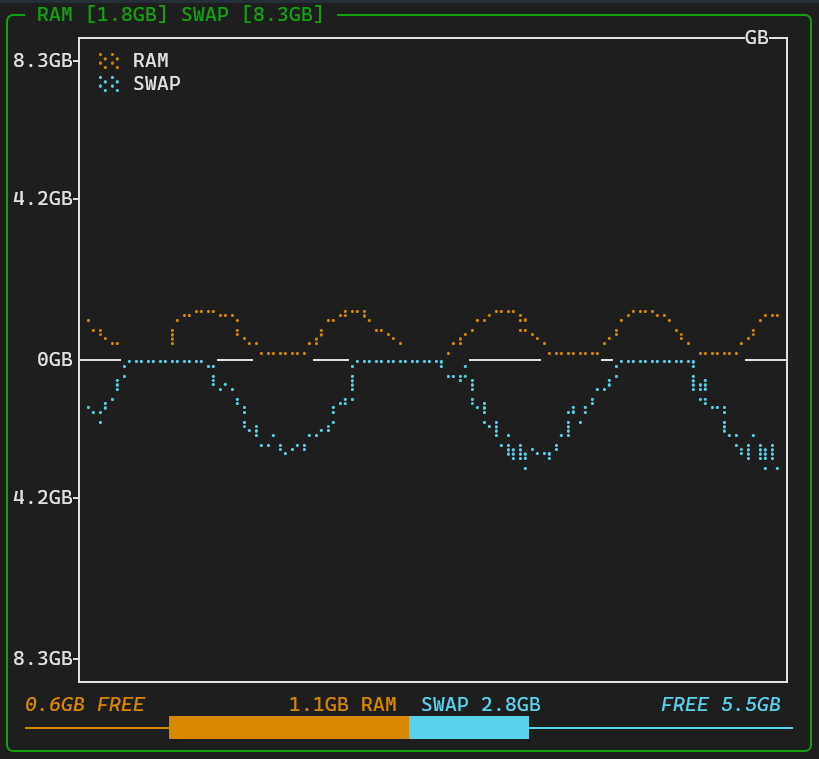 RAM [1.8GB] SWAP [8.3GB]
GB
8.3GB
RAM
SWAP
4.2GB
0GB
4.2GB
8.3GB
0.6GB FREE 1.1GB RAM SWAP 2.8GB FREE 5.5GB